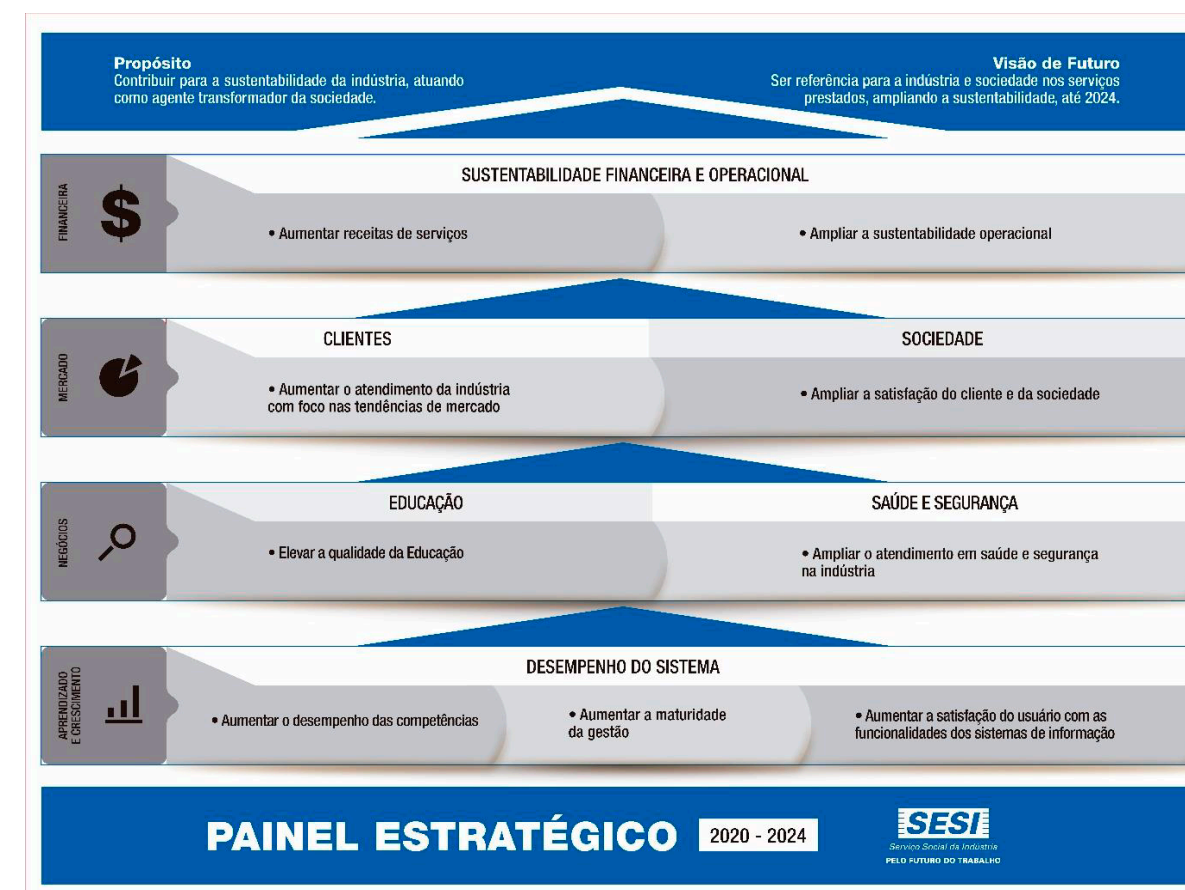 Propósito
Contribuir para a sustentabilidade da indústria, atuando
como agente transformador da sociedade.
Visão de Futuro
Ser referência para a indústria e sociedade nos serviços
prestados, ampliando a sustentabilidade, até 2024.
FINANCEIRA
$
SUSTENTABILIDADE FINANCEIRA E OPERACIONAL
• Aumentar receitas de serviços
• Ampliar a sustentabilidade operacional
MERCADO
CLIENTES
• Aumentar o atendimento da indústria
com foco nas tendências de mercado
SOCIEDADE
• Ampliar a satisfação do cliente e da sociedade
NEGÓCIOS
EDUCAÇÃO
• Elevar a qualidade da Educação
SAÚDE E SEGURANÇA
• Ampliar o atendimento em saúde e segurança
na indústria
APRENDIZADO
E CRESCIMENTO
DESEMPENHO DO SISTEMA
• Aumentar o desempenho das competências
• Aumentar a maturidade
da gestão
• Aumentar a satisfação do usuário com as
funcionalidades dos sistemas de informação
PAINEL ESTRATÉGICO 2020 - 2024
SESI
Serviço Social da Indústria
PELO FUTURO DO TRABALHO